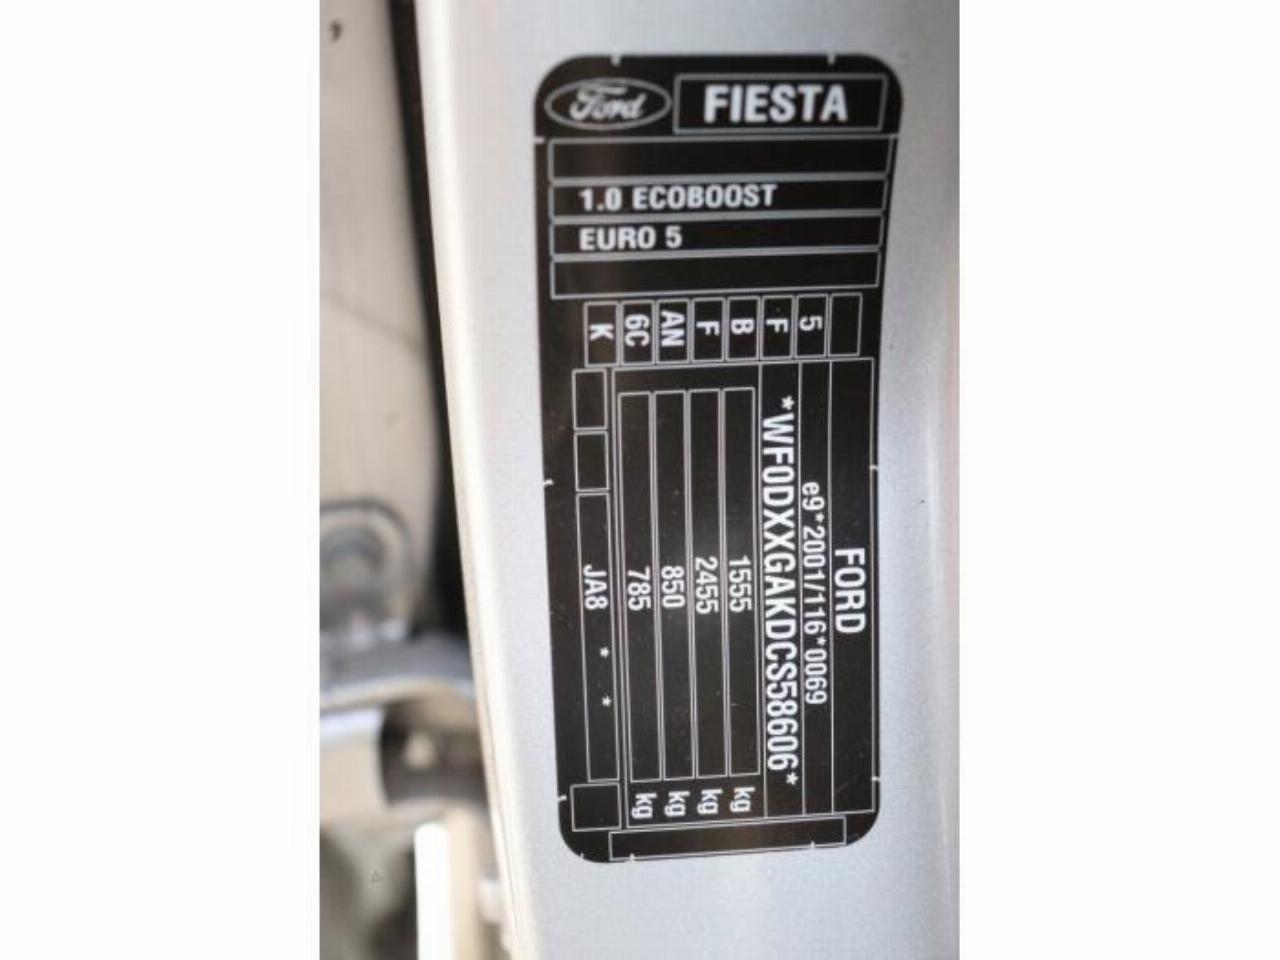 Ford
FIESTA
1.0 ECOBOOST
EURO 5
5
F
B
F
AN
6C
K
FORD
e9*2001/116*0069
*WF0DXXGAKDCS58606*
1555 kg
2455 kg
850 kg
785 kg
JA8 * *